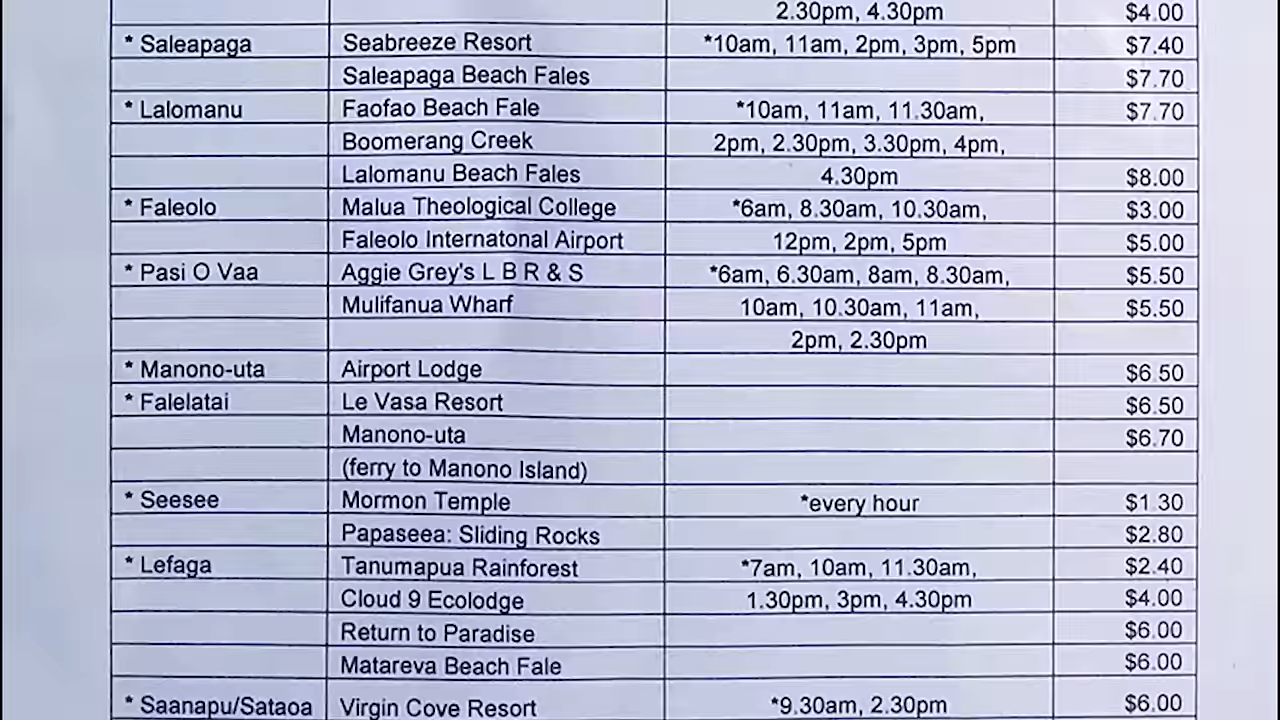 2.30pm, 4.30pm $4.00
* Saleapaga Seabreeze Resort *10am, 11am, 2pm, 3pm, 5pm $7.40
Saleapaga Beach Fales $7.70
* Lalomanu Faofao Beach Fale *10am, 11am, 11.30am, $7.70
Boomerang Creek 2pm, 2.30pm, 3.30pm, 4pm,
Lalomanu Beach Fales 4.30pm $8.00
* Faleolo Malua Theological College *6am, 8.30am, 10.30am, $3.00
Faleolo Internatonal Airport 12pm, 2pm, 5pm $5.00
* Pasi O Vaa Aggie Grey's L B R & S *6am, 6.30am, 8am, 8.30am, $5.50
Mulifanua Wharf 10am, 10.30am, 11am, $5.50
2pm, 2.30pm
* Manono-uta Airport Lodge $6.50
* Falelatai Le Vasa Resort $6.50
Manono-uta $6.70
(ferry to Manono Island)
* Seesee Mormon Temple *every hour $1.30
Papaseea: Sliding Rocks $2.80
* Lefaga Tanumapua Rainforest *7am, 10am, 11.30am, $2.40
Cloud 9 Ecolodge 1.30pm, 3pm, 4.30pm $4.00
Return to Paradise $6.00
Matareva Beach Fale $6.00
* Saanapu/Sataoa Virgin Cove Resort *9.30am, 2.30pm $6.00